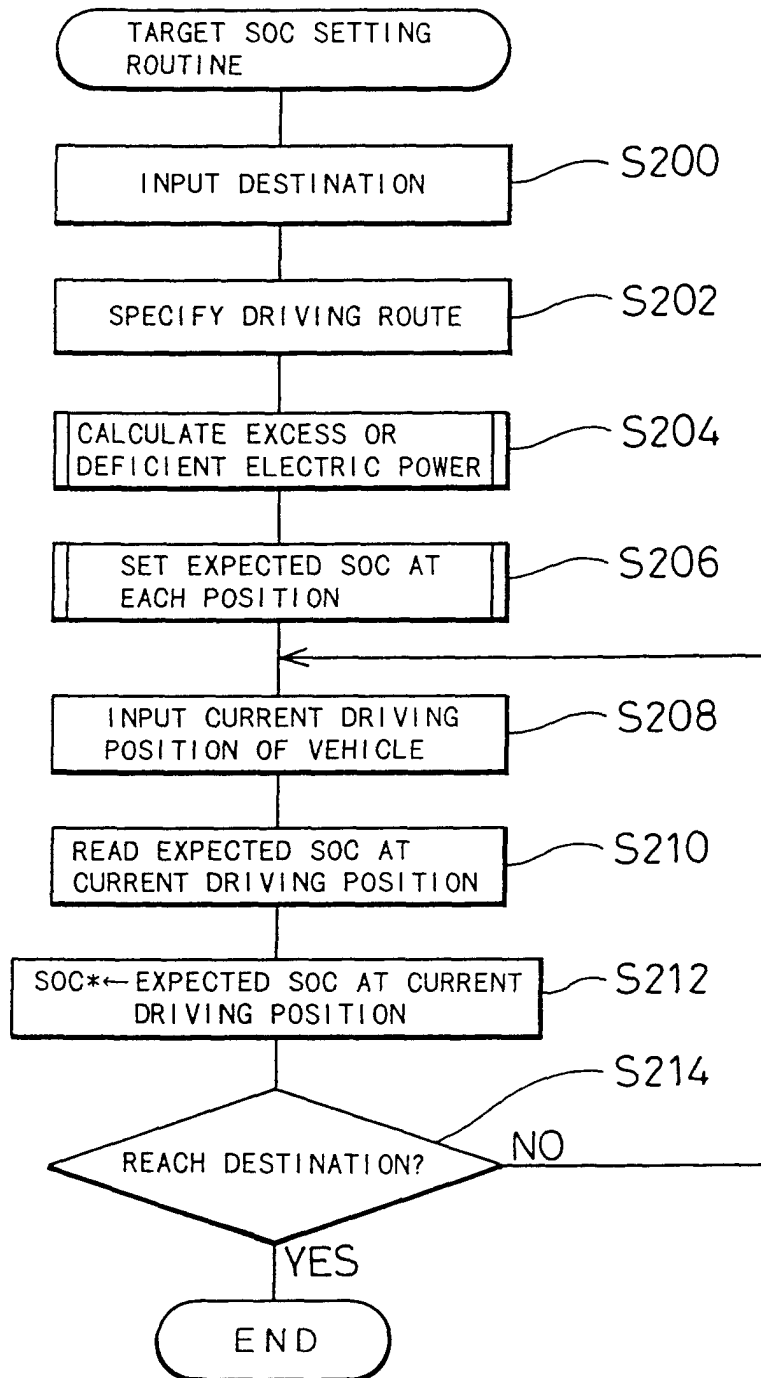 TARGET SOC SETTING
ROUTINE
INPUT DESTINATION
S200
SPECIFY DRIVING ROUTE
S202
CALCULATE EXCESS OR
DEFICIENT ELECTRIC POWER
S204
SET EXPECTED SOC AT
EACH POSITION
S206
INPUT CURRENT DRIVING
POSITION OF VEHICLE
S208
READ EXPECTED SOC AT
CURRENT DRIVING POSITION
S210
SOC*←EXPECTED SOC AT CURRENT
DRIVING POSITION
S212
S214
REACH DESTINATION?
NO
YES
END